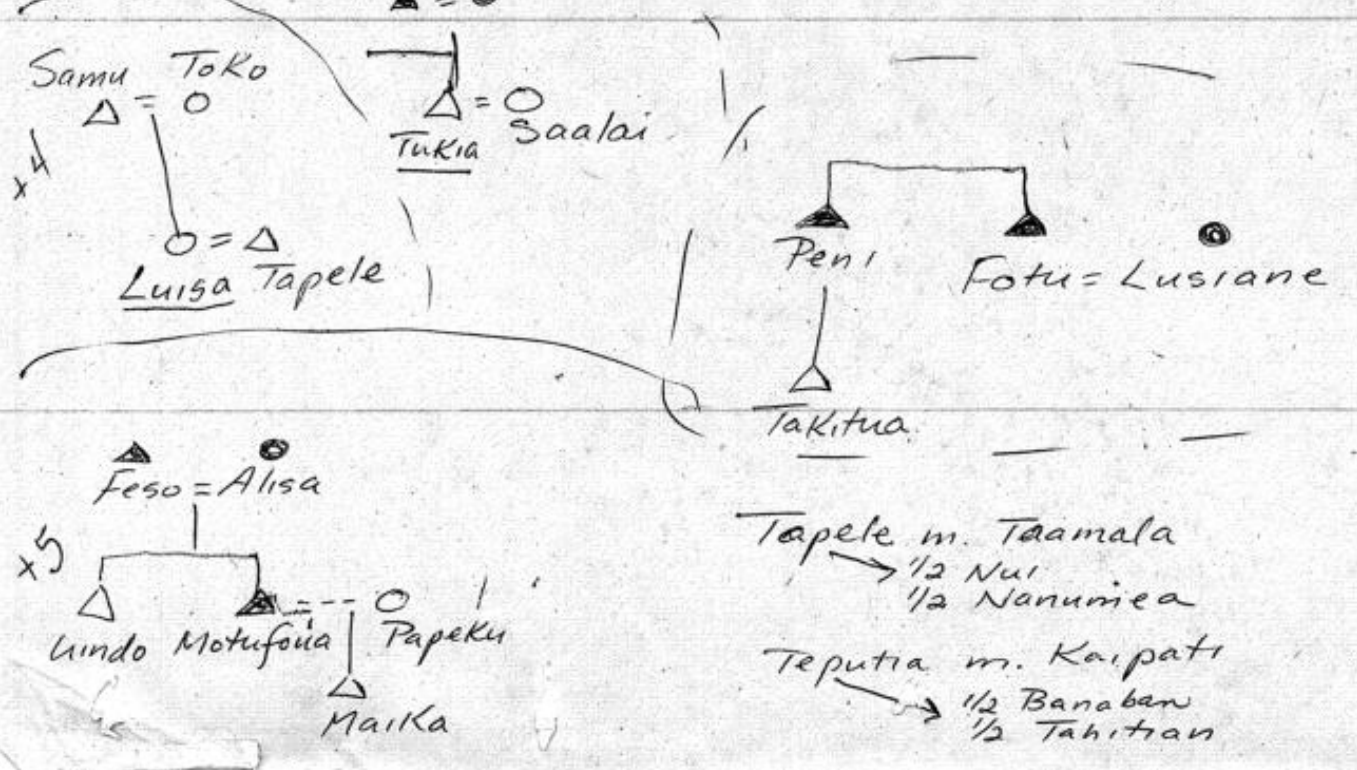 Samu Toko
x4
Luisa Tapele
Tukia Saalai
Peni
Fotu = Lusiane
Takitua
Feso = Alisa
x5
Uindo Motufoua Papeku
Maika
Tapele m. Taamala
1/2 Nui
1/2 Nanumea
Teputia m. Kaipati
1/2 Banaban
1/2 Tahitian